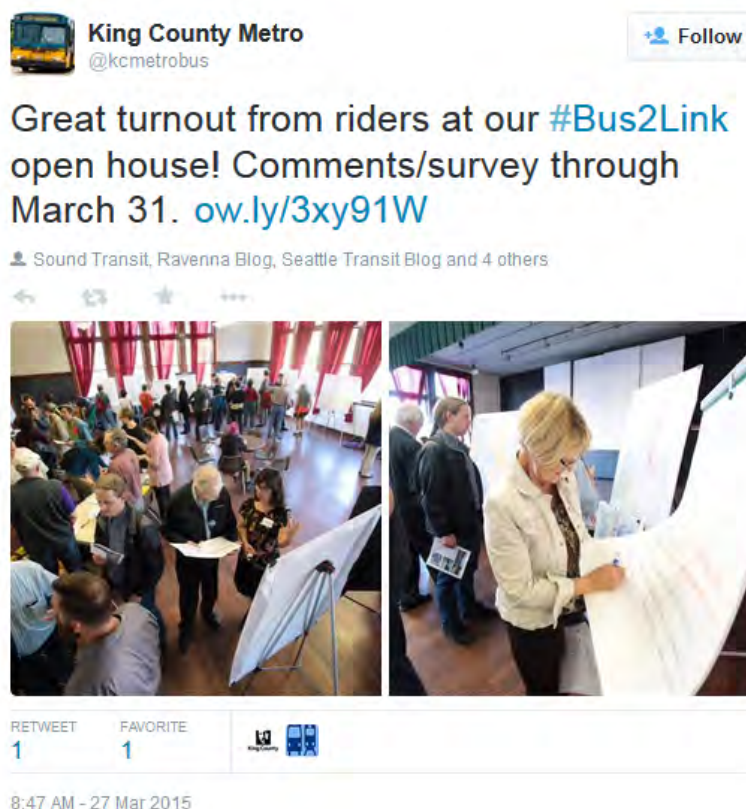 King County Metro
@kcmetrobus
Follow
Great turnout from riders at our #Bus2Link
open house! Comments/survey through
March 31. ow.ly/3xy91W
Sound Transit, Ravenna Blog, Seattle Transit Blog and 4 others
RETWEET
1
FAVORITE
1
King County
8:47 AM - 27 Mar 2015